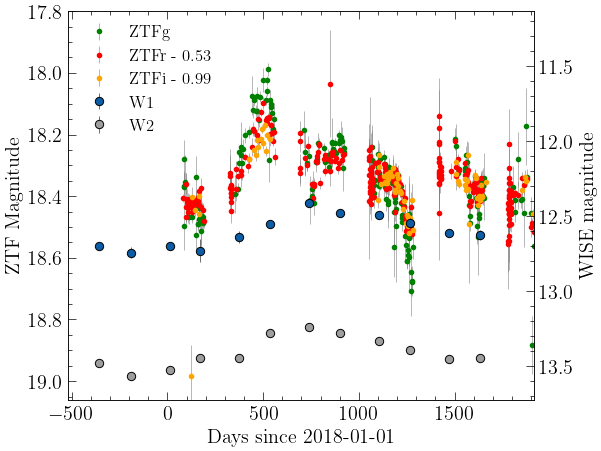 ZTFg
ZTFr - 0.53
ZTFi - 0.99
W1
W2
ZTF Magnitude
17.8
18.0
18.2
18.4
18.6
18.8
19.0
WISE magnitude
11.5
12.0
12.5
13.0
13.5
−500
0
500
1000
1500
Days since 2018-01-01